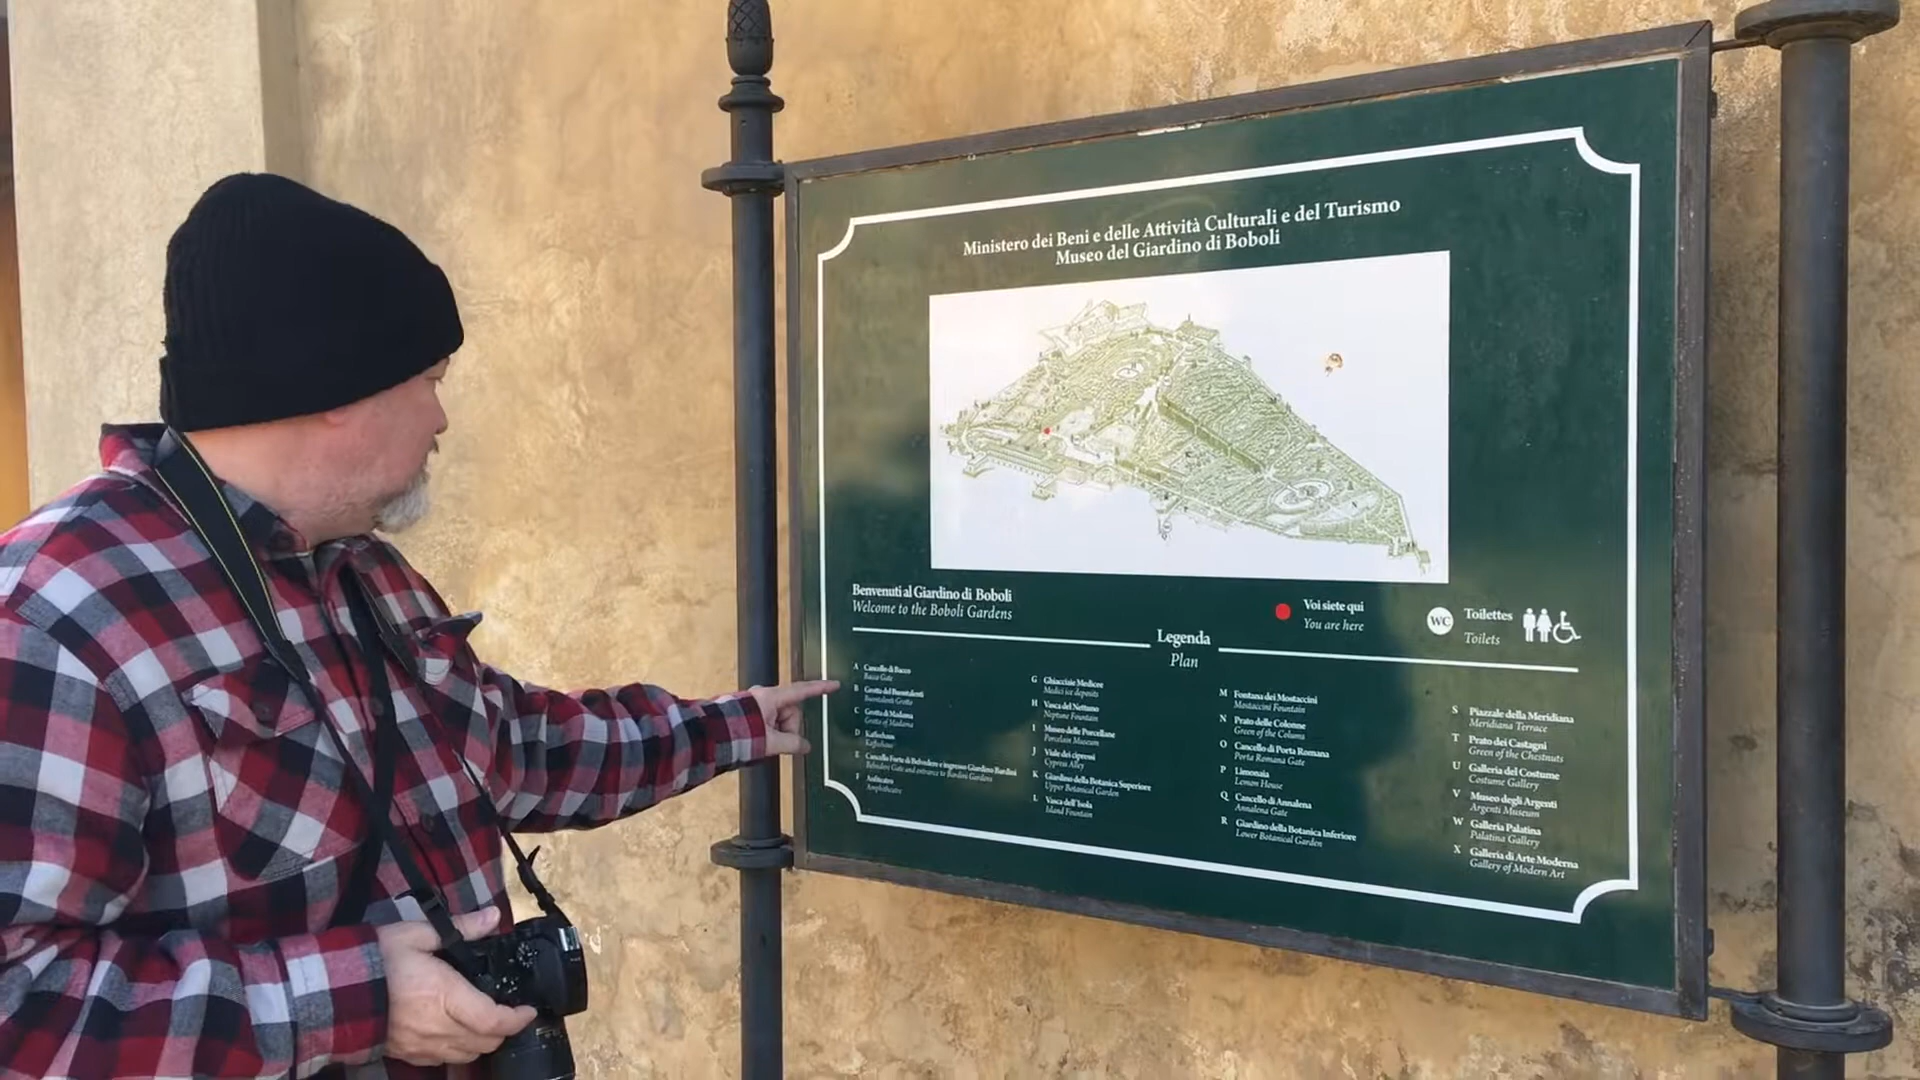 Ministero dei Beni e delle Attività Culturali e del Turismo
Museo del Giardino di Boboli
Benvenuti al Giardino di Boboli
Welcome to the Boboli Gardens
Voi siete qui
You are here
WC
Toilettes
Toilets
Legenda
Plan
A Cancello di Bacco
Bacco Gate
B Grotta del Buontalenti
Buontalenti Grotto
C Grotta di Madama
Grotto of Madama
D Kaffeehaus
Kaffeehaus
E Cancello Forte di Belvedere e ingresso Giardino Bardini
Belvedere Gate and entrance to Bardini Gardens
F Anfiteatro
Amphitheatre
G Ghiacciaie Medicee
Medici ice deposits
H Vasca del Nettuno
Neptune Fountain
I Museo delle Porcellane
Porcelain Museum
J Viale dei cipressi
Cypress Alley
K Giardino della Botanica Superiore
Upper Botanical Garden
L Vasca dell'Isola
Island Fountain
M Fontana dei Mostaccini
Mostaccini Fountain
N Prato delle Colonne
Green of the Colums
O Cancello di Porta Romana
Porta Romana Gate
P Limonaia
Lemon House
Q Cancello di Annalena
Annalena Gate
R Giardino della Botanica Inferiore
Lower Botanical Garden
S Piazzale della Meridiana
Meridiana Terrace
T Prato dei Castagni
Green of the Chestnuts
U Galleria del Costume
Costume Gallery
V Museo degli Argenti
Argenti Museum
W Galleria Palatina
Palatina Gallery
X Galleria di Arte Moderna
Gallery of Modern Art